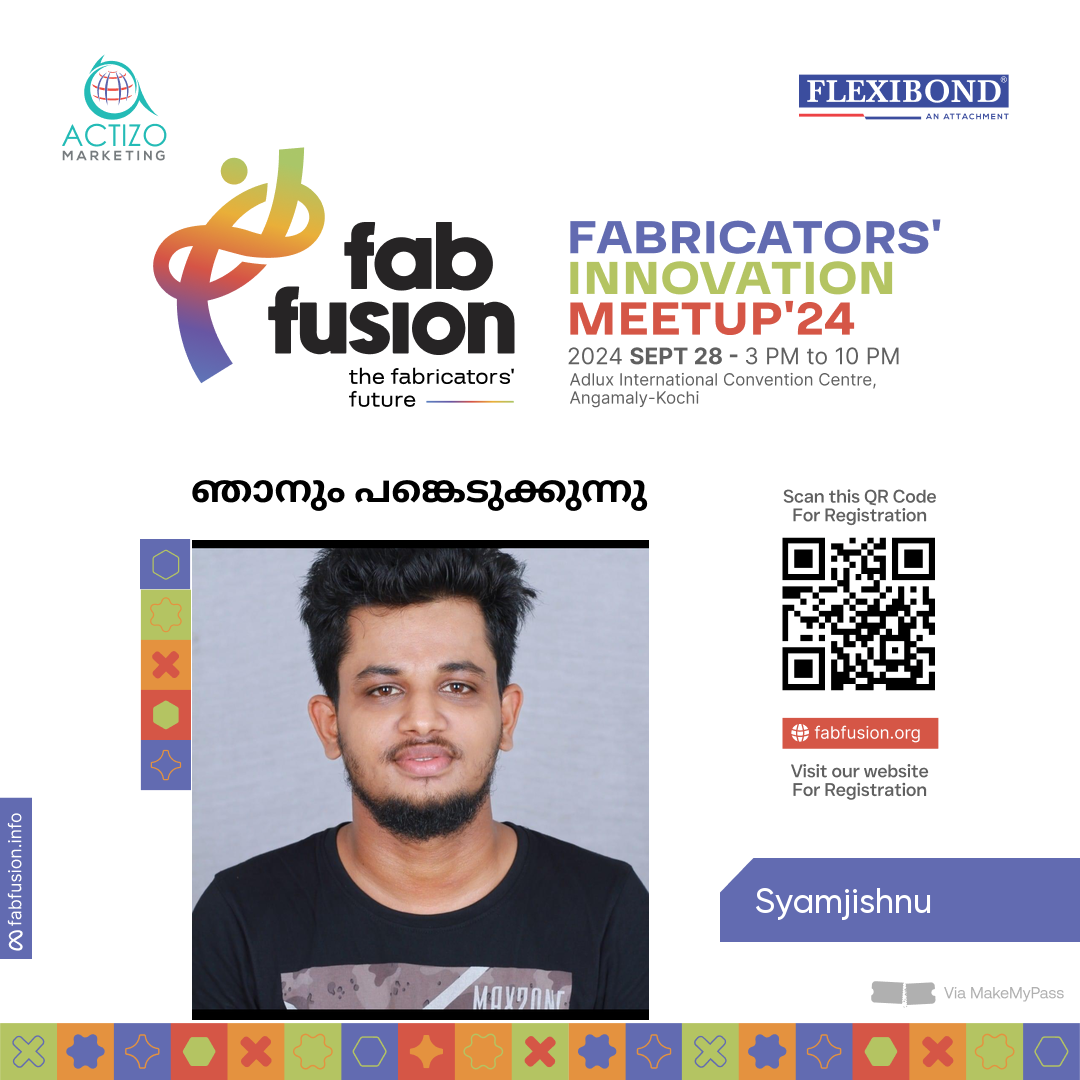 ACTIZO
MARKETING
FLEXIBOND®
AN ATTACHMENT
fab
fusion
the fabricators'
future
FABRICATORS'
INNOVATION
MEETUP'24
2024 SEPT 28 - 3 PM to 10 PM
Adlux International Convention Centre,
Angamaly-Kochi
ഞാനും പങ്കെടുക്കുന്നു
Scan this QR Code
For Registration
fabfusion.org
Visit our website
For Registration
fabfusion.info
Syamjishnu
MAXZONE
Via MakeMyPass